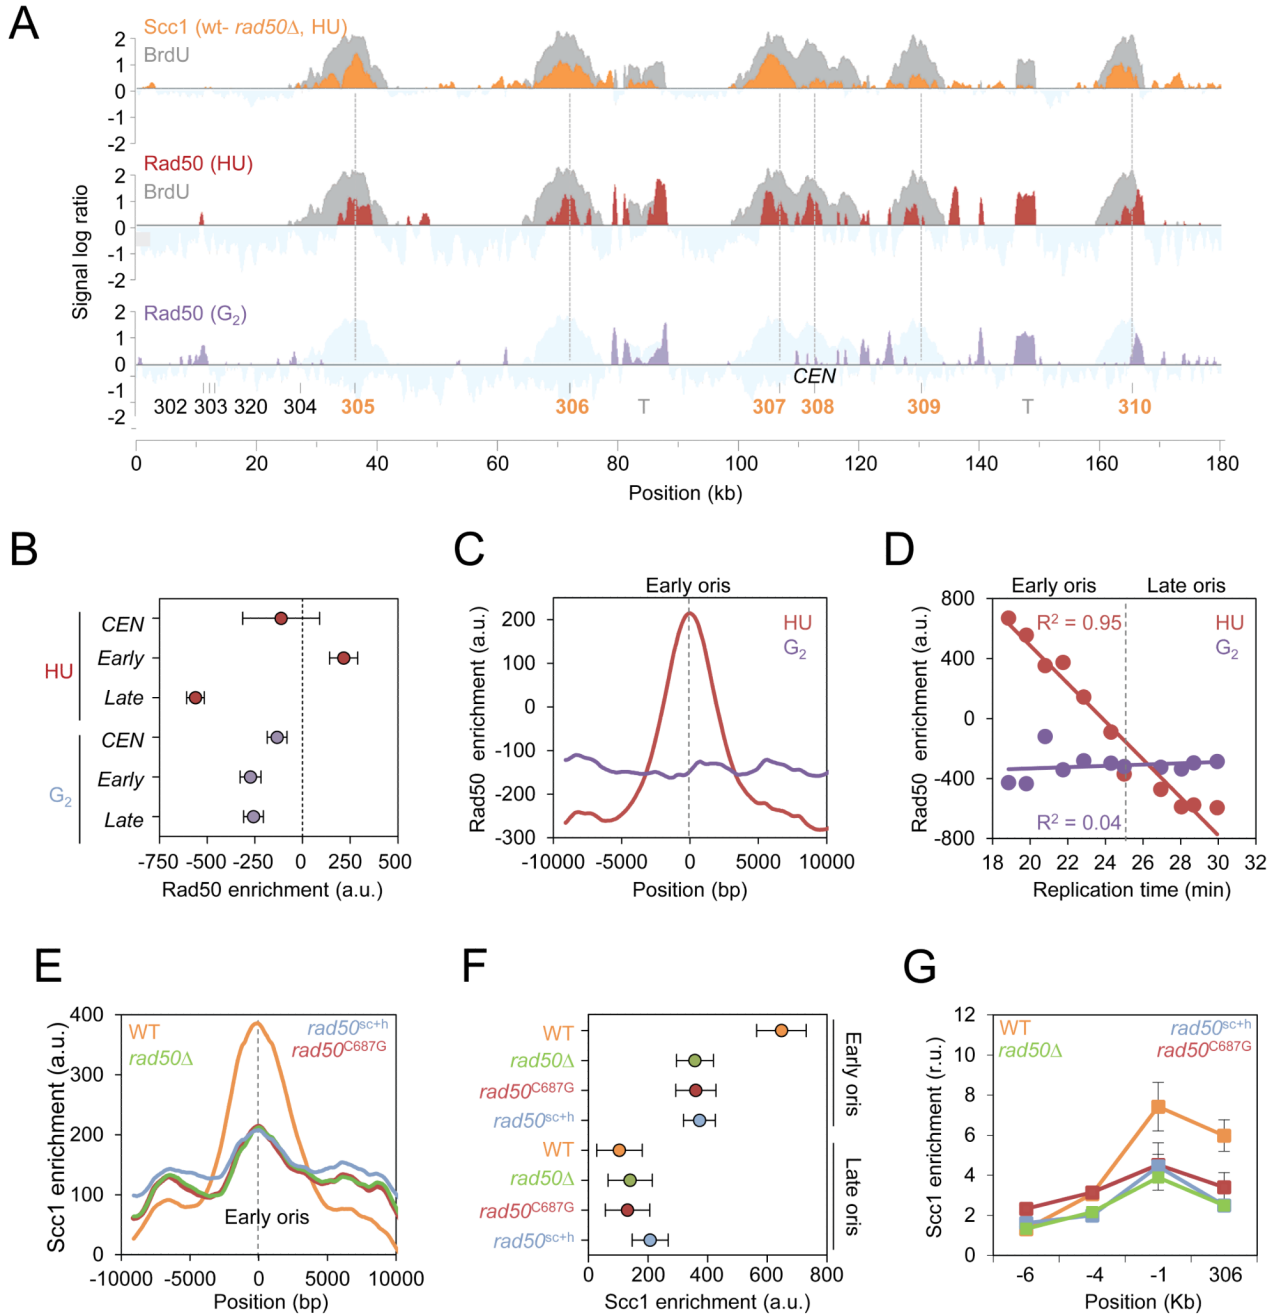 A
Scc1 (wt- rad50Δ, HU)
BrdU
2
1
0
-1
-2
Rad50 (HU)
BrdU
2
1
0
-1
-2
Rad50 (G2)
2
1
0
-1
-2
Signal log ratio
CEN
302 303 320 304 305 306 T 307 308 309 T 310
0 20 40 60 80 100 120 140 160 180
Position (kb)
B
HU
CEN
Early
Late
G2
CEN
Early
Late
-750 -500 -250 0 250 500
Rad50 enrichment (a.u.)
C
Early oris
HU
G2
200
100
0
-100
-200
-300
Rad50 enrichment (a.u.)
-10000 -5000 0 5000 10000
Position (bp)
D
Early oris Late oris
R2 = 0.95
HU
G2
R2 = 0.04
800
400
0
-400
-800
Rad50 enrichment (a.u.)
18 20 22 24 26 28 30 32
Replication time (min)
E
WT rad50sc+h
rad50Δ rad50C687G
400
300
200
100
0
Scc1 enrichment (a.u.)
Early oris
-10000 -5000 0 5000 10000
Position (bp)
F
WT
rad50Δ
rad50C687G
rad50sc+h
WT
rad50Δ
rad50C687G
rad50sc+h
Early oris
Late oris
0 200 400 600 800
Scc1 enrichment (a.u.)
G
WT rad50sc+h
rad50Δ rad50C687G
12
10
8
6
4
2
0
Scc1 enrichment (r.u.)
-6 -4 -1 306
Position (Kb)